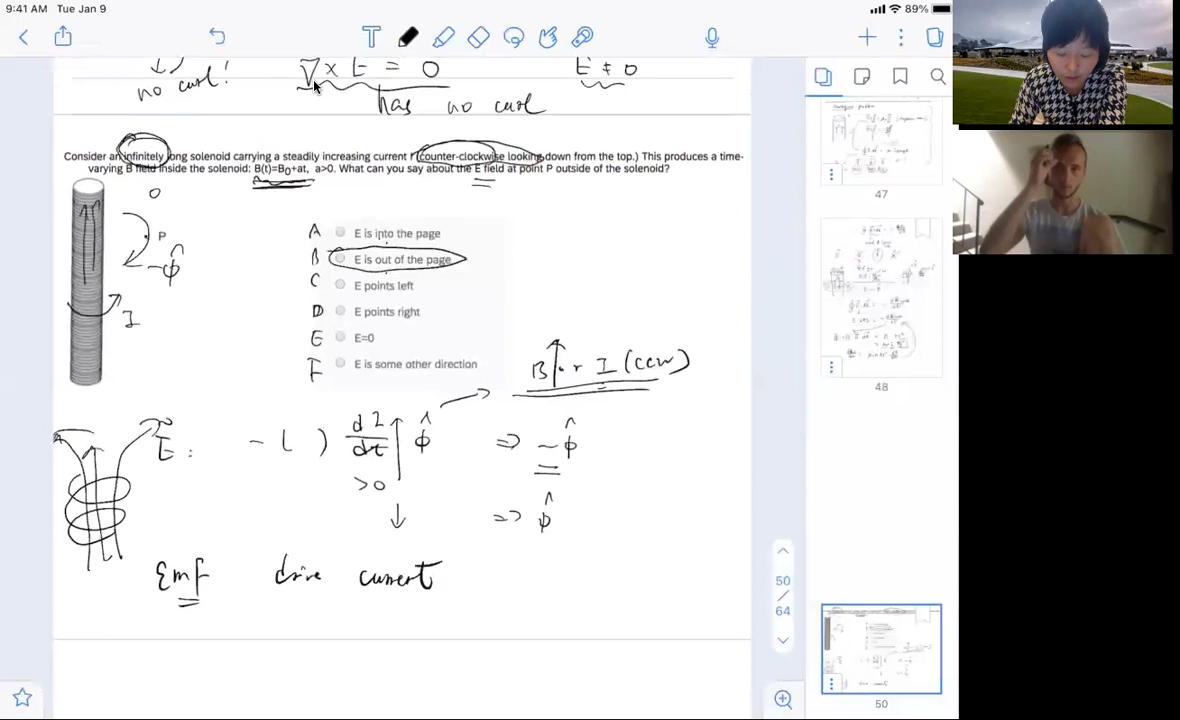 9:41 AM Tue Jan 9
89%
no curl!
∇ × E = 0
E ≠ 0
has no curl
Consider an infinitely long solenoid carrying a steadily increasing current I (counter-clockwise looking down from the top.) This produces a time-
varying B field inside the solenoid: B(t)=B0+at, a>0. What can you say about the E field at point P outside of the solenoid?
O
P
-φ̂
I
A E is into the page
B E is out of the page
C E points left
D E points right
E E=0
F E is some other direction
B↑ or I (ccw)
E : - ( ) dI/dt ↑ φ̂ => -φ̂
>0
↓ => φ̂
Emf drive current
47
48
50
/
64
50